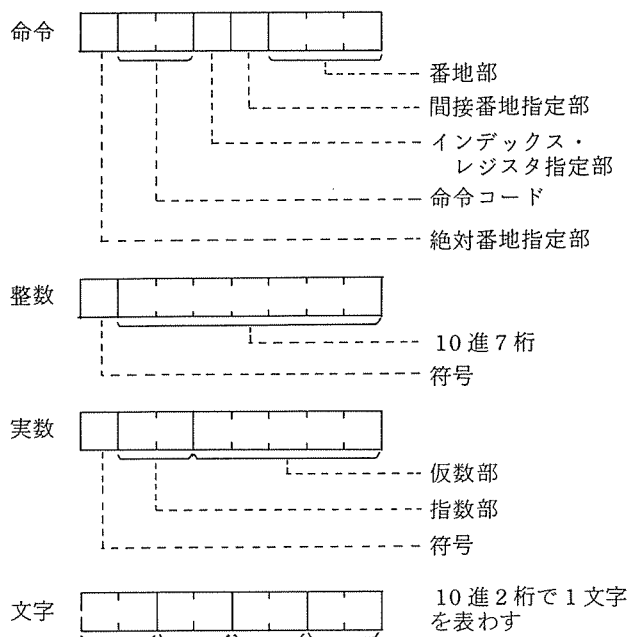 命令
番地部
間接番地指定部
インデックス・
レジスタ指定部
命令コード
絶対番地指定部
整数
10進7桁
符号
実数
仮数部
指数部
符号
文字
10進2桁で1文字
を表わす